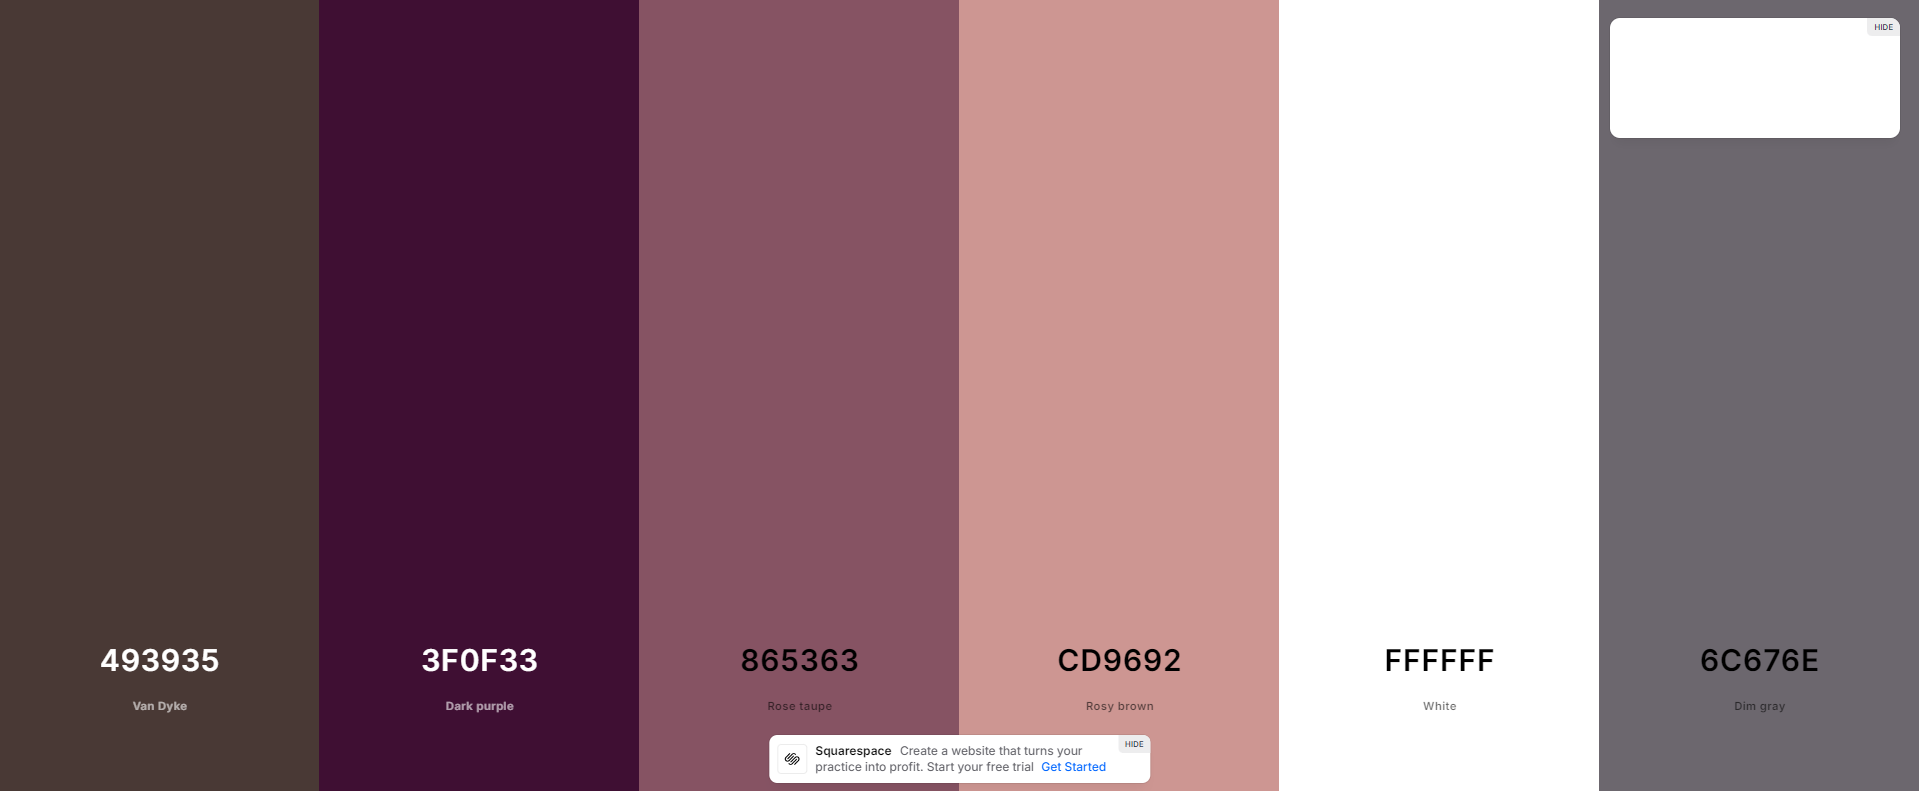 HIDE
493935
Van Dyke
3F0F33
Dark purple
865363
Rose taupe
CD9692
Rosy brown
FFFFFF
White
6C676E
Dim gray
Squarespace Create a website that turns your
practice into profit. Start your free trial Get Started
HIDE